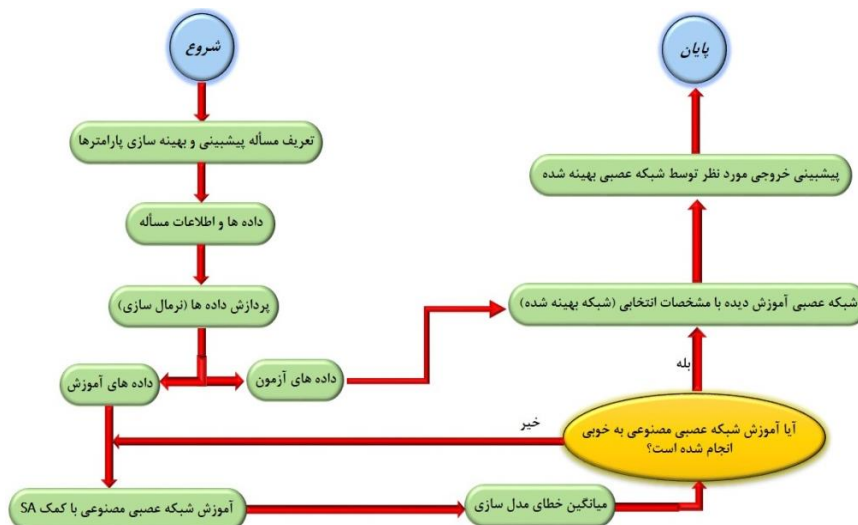 شروع
پایان
تعریف مسأله پیشبینی و بهینه سازی پارامترها
پیشبینی خروجی مورد نظر توسط شبکه عصبی بهینه شده
داده ها و اطلاعات مسأله
پردازش داده ها (نرمال سازی)
شبکه عصبی آموزش دیده با مشخصات انتخابی (شبکه بهینه شده)
داده های آزمون
داده های آموزش
بله
خیر
آیا آموزش شبکه عصبی مصنوعی به خوبی
انجام شده است؟
میانگین خطای مدل سازی
آموزش شبکه عصبی مصنوعی با کمک SA